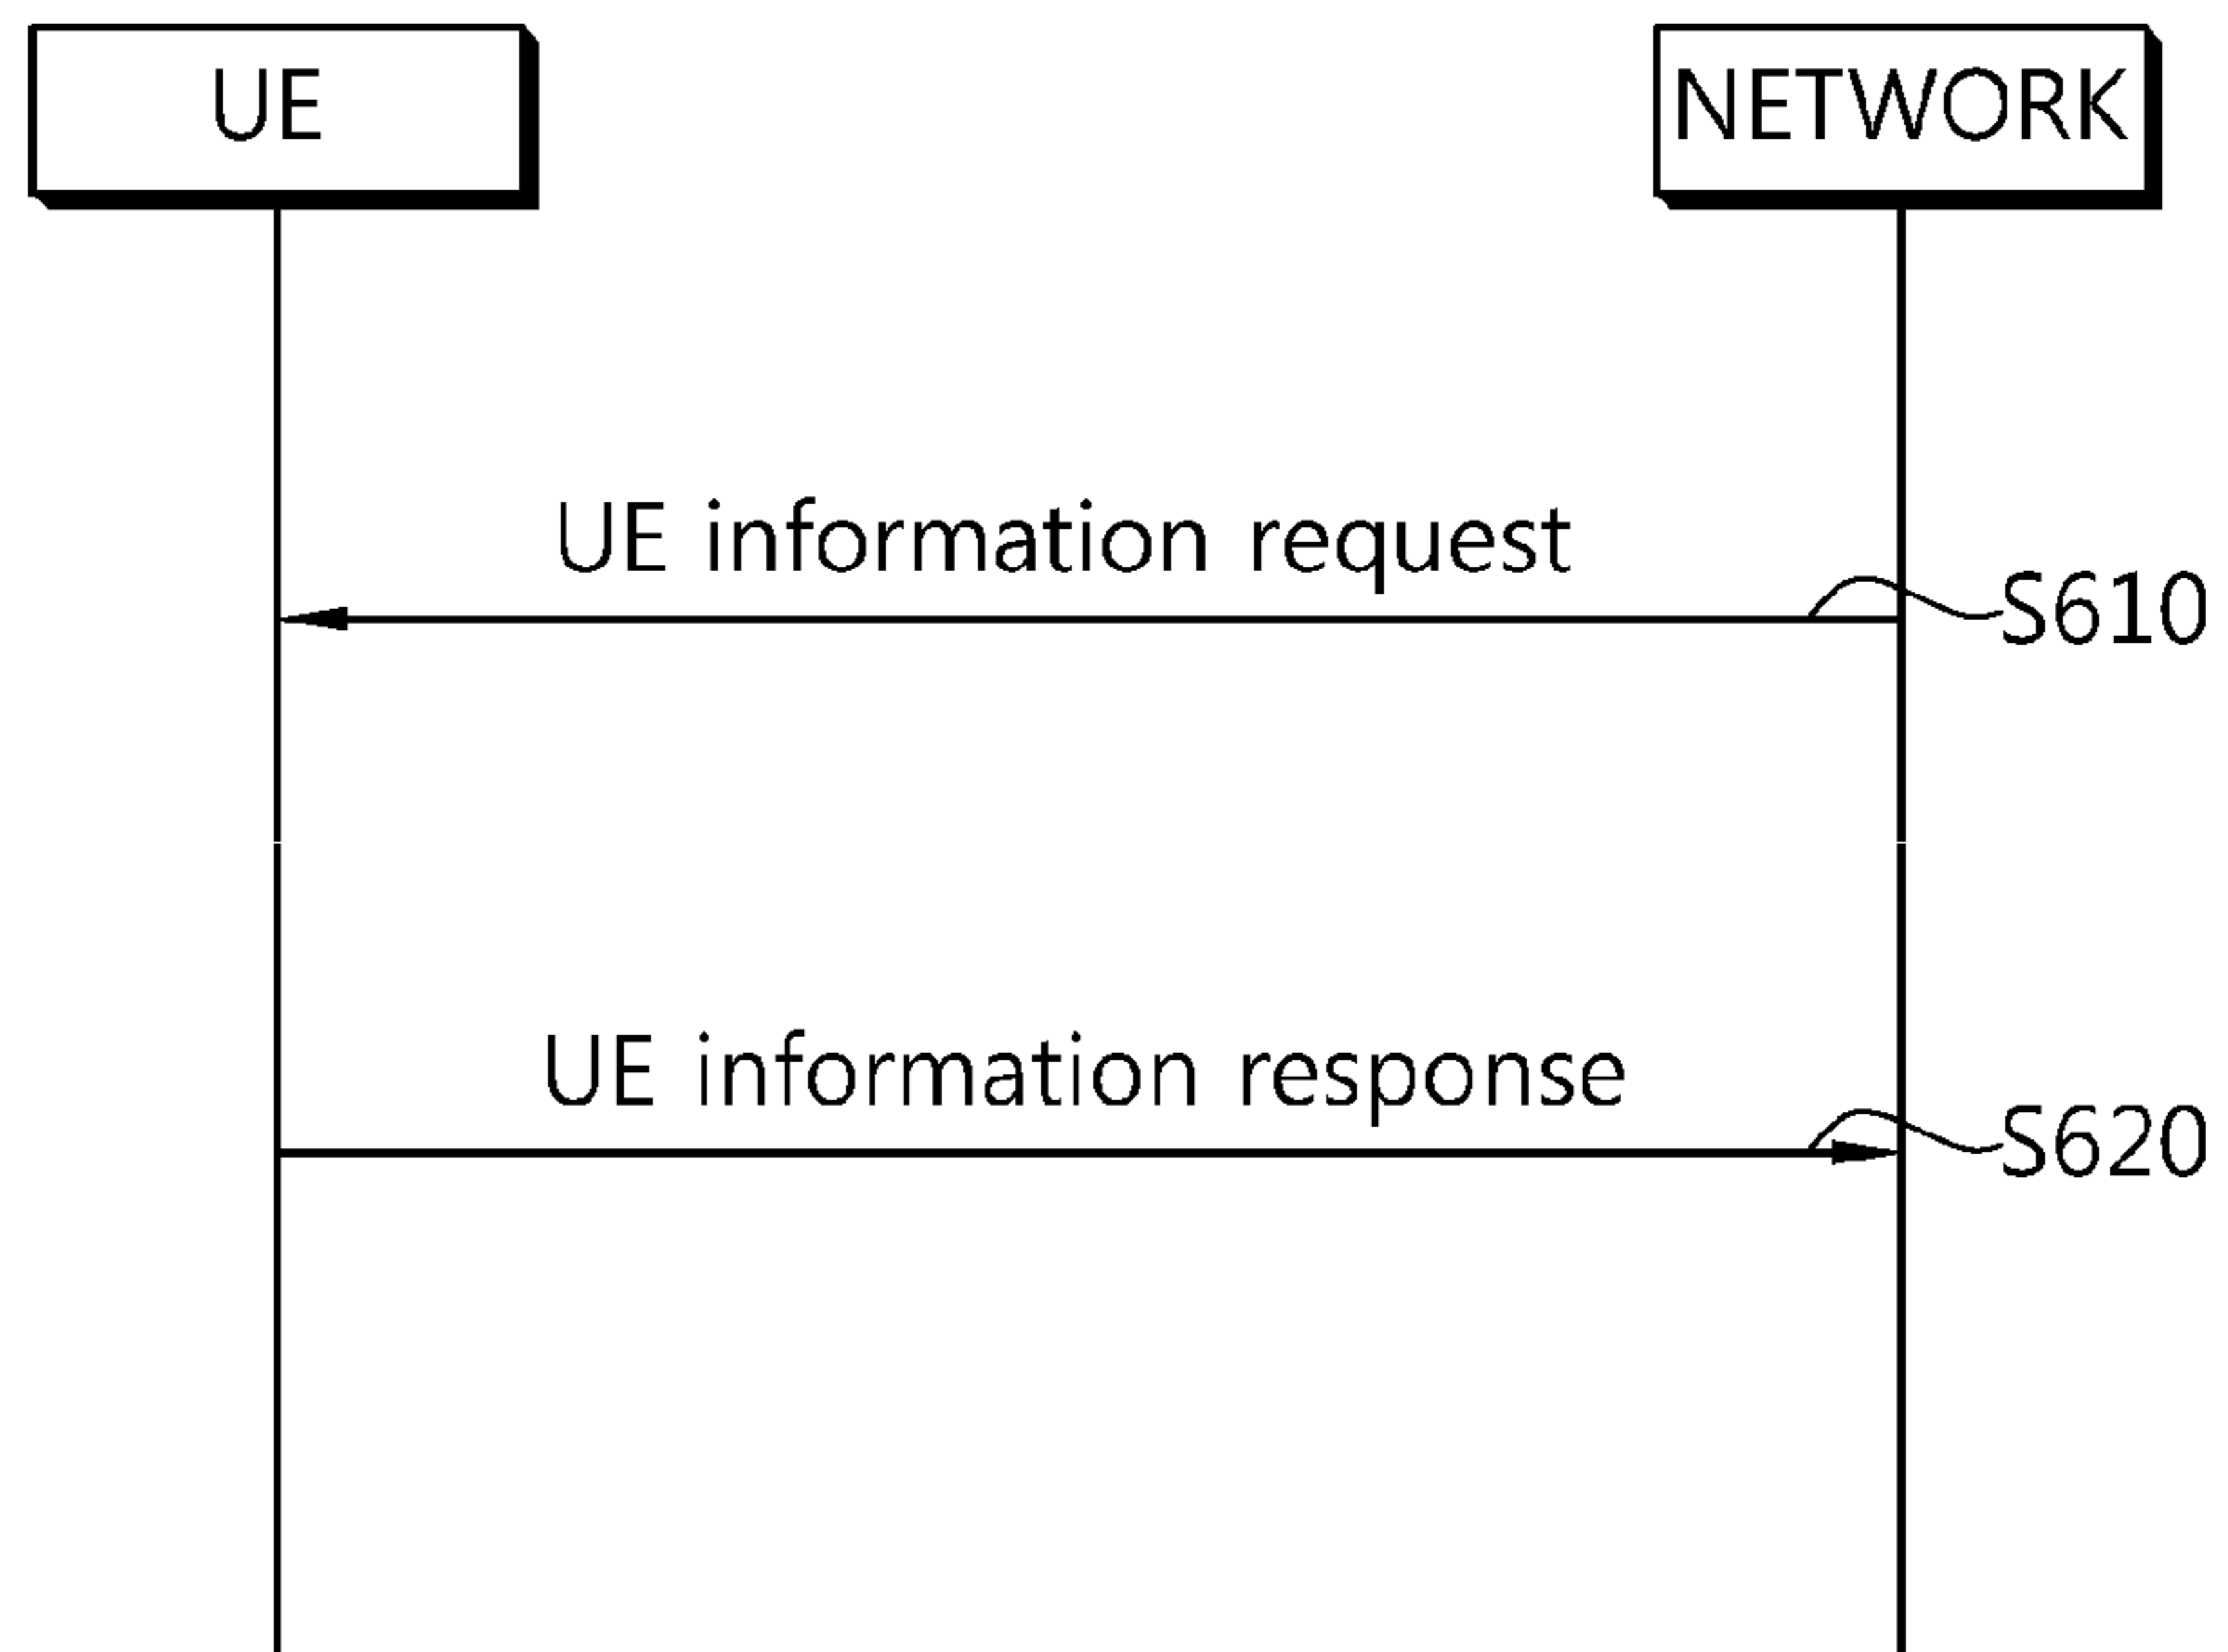 UE
NETWORK
UE information request
S610
UE information response
S620